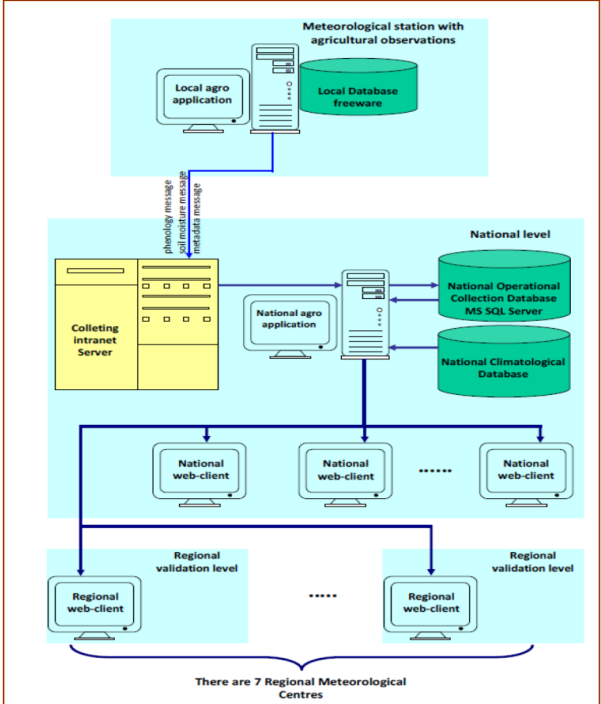 Meteorological station with
agricultural observations
Local agro
application
Local Database
freeware
phenology message
soil moisture message
metadata message
National level
Colleting
intranet
Server
National agro
application
National Operational
Collection Database
MS SQL Server
National Climatological
Database
National
web-client
National
web-client
......
National
web-client
Regional
validation level
Regional
web-client
.....
Regional
validation level
Regional
web-client
There are 7 Regional Meteorological
Centres